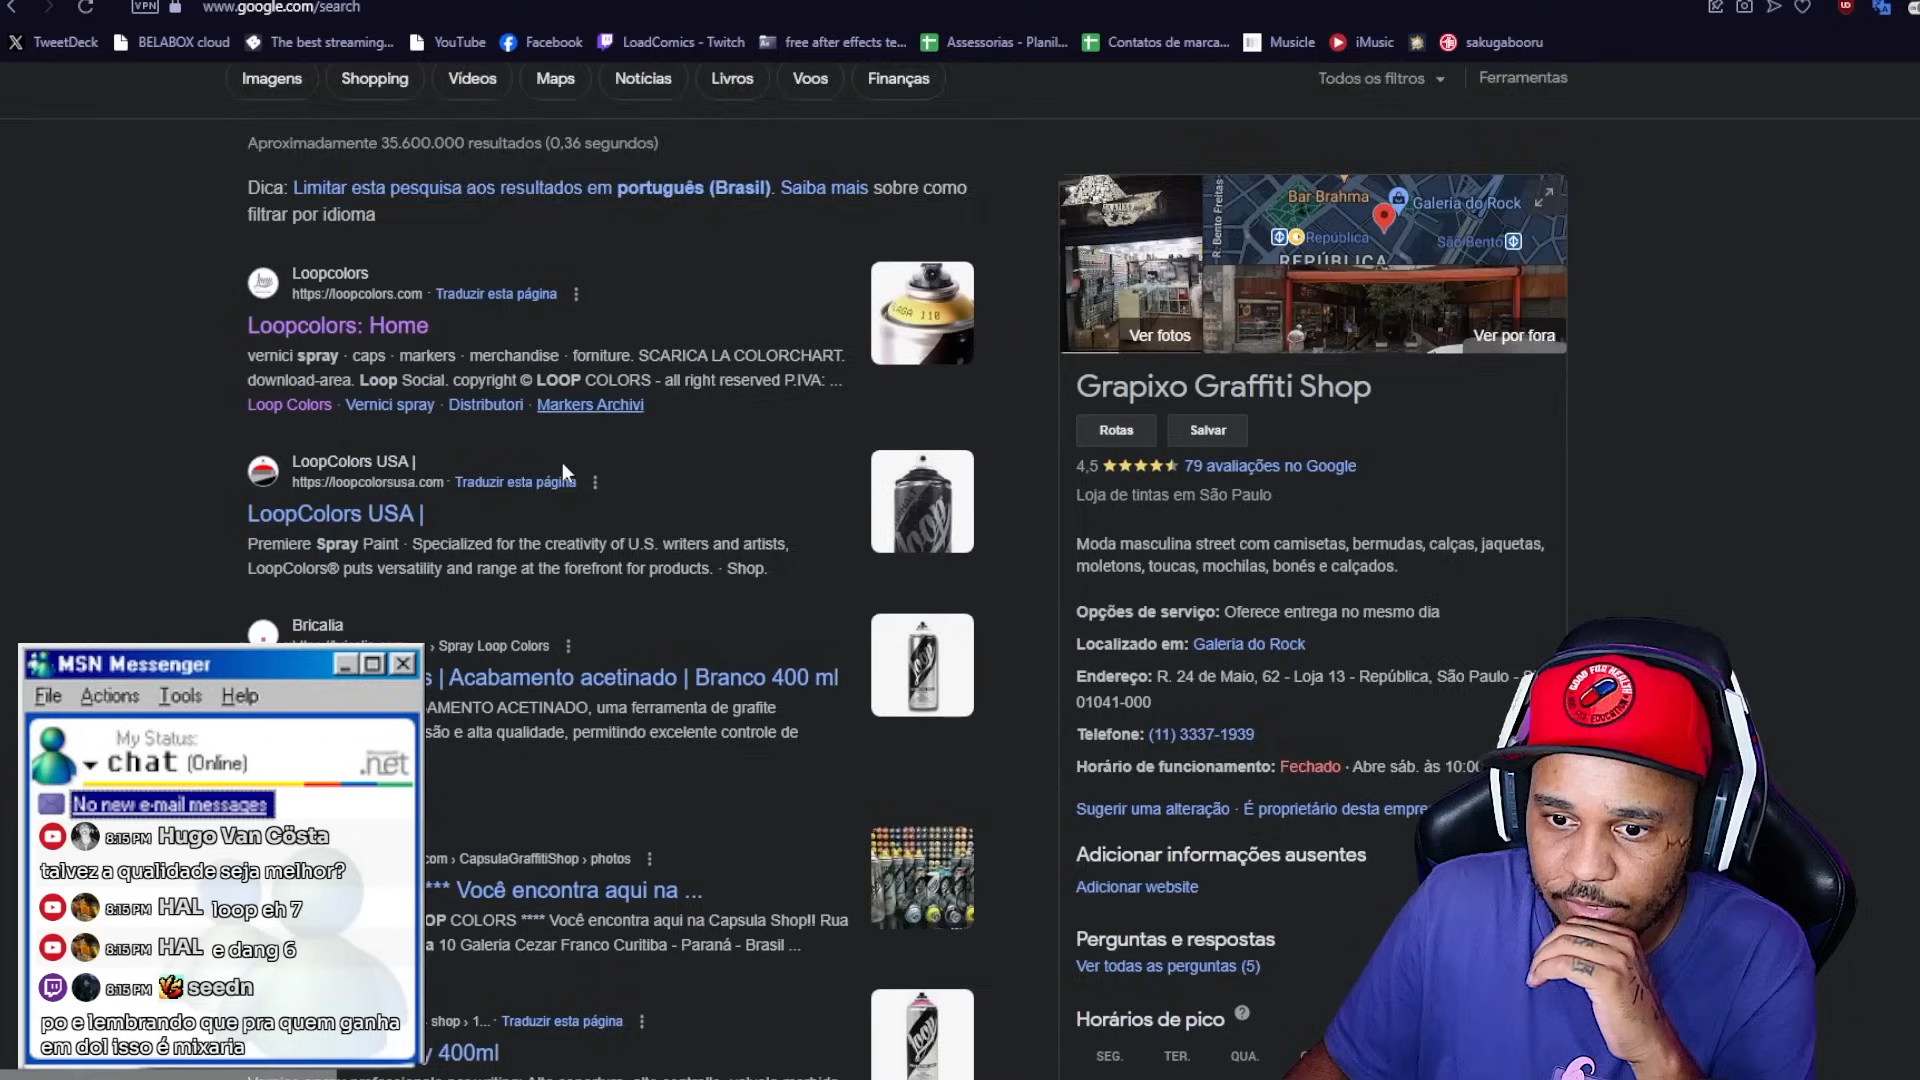 VPN
www.google.com/search
TweetDeck
BELABOX cloud
The best streaming...
YouTube
Facebook
LoadComics - Twitch
free after effects te...
Assessorias - Planil...
Contatos de marca...
Musicle
iMusic
sakugabooru
Imagens
Shopping
Vídeos
Maps
Notícias
Livros
Voos
Finanças
Todos os filtros
Ferramentas
Aproximadamente 35.600.000 resultados (0,36 segundos)
Dica: Limitar esta pesquisa aos resultados em português (Brasil). Saiba mais sobre como
filtrar por idioma
Loopcolors
https://loopcolors.com · Traduzir esta página
Loopcolors: Home
vernici spray · caps · markers · merchandise · forniture. SCARICA LA COLORCHART.
download-area. Loop Social. copyright © LOOP COLORS - all right reserved P.IVA: ...
Loop Colors · Vernici spray · Distributori · Markers Archivi
LoopColors USA |
https://loopcolorsusa.com · Traduzir esta página
LoopColors USA |
Premiere Spray Paint · Specialized for the creativity of U.S. writers and artists,
LoopColors® puts versatility and range at the forefront for products. · Shop.
Bricalia
› Spray Loop Colors
s | Acabamento acetinado | Branco 400 ml
AMENTO ACETINADO, uma ferramenta de grafite
são e alta qualidade, permitindo excelente controle de
com › CapsulaGraffitiShop › photos
*** Você encontra aqui na ...
OP COLORS **** Você encontra aqui na Capsula Shop!! Rua
a 10 Galeria Cezar Franco Curitiba - Paraná - Brasil ...
shop › 1... · Traduzir esta página
y 400ml
Bar Brahma
Galeria do Rock
R. Bento Freitas
República
São Bento
REPÚBLICA
Ver fotos
Ver por fora
Grapixo Graffiti Shop
Rotas
Salvar
4,5
79 avaliações no Google
Loja de tintas em São Paulo
Moda masculina street com camisetas, bermudas, calças, jaquetas,
moletons, toucas, mochilas, bonés e calçados.
Opções de serviço: Oferece entrega no mesmo dia
Localizado em: Galeria do Rock
Endereço: R. 24 de Maio, 62 - Loja 13 - República, São Paulo -
01041-000
Telefone: (11) 3337-1939
Horário de funcionamento: Fechado · Abre sáb. às 10:00
Sugerir uma alteração · É proprietário desta empre
Adicionar informações ausentes
Adicionar website
Perguntas e respostas
Ver todas as perguntas (5)
Horários de pico
SEG.
TER.
QUA.
MSN Messenger
File
Actions
Tools
Help
My Status:
chat (Online)
.net
No new e-mail messages
8:15 PM Hugo Van Cösta
talvez a qualidade seja melhor?
8:15 PM HAL loop eh 7
8:15 PM HAL e dang 6
8:15 PM seedn
po e lembrando que pra quem ganha
em dol isso é mixaria
GOOD FOR HEALTH
LAGA 110
loop